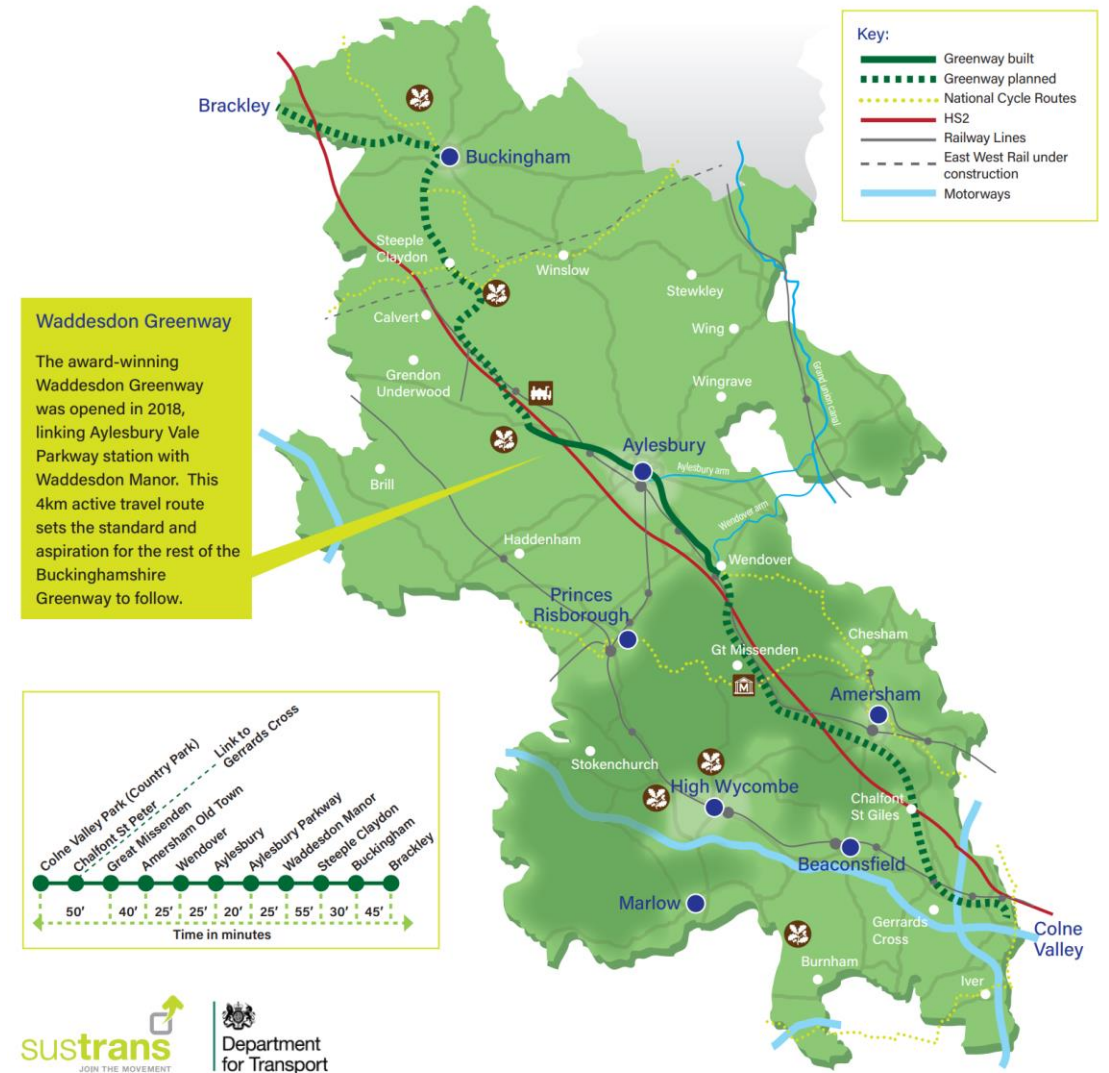 Key:
Greenway built
Greenway planned
National Cycle Routes
HS2
Railway Lines
East West Rail under
construction
Motorways
Brackley
Buckingham
Steeple
Claydon
Winslow
Stewkley
Calvert
Wing
Grendon
Underwood
Wingrave
Grand union canal
Waddesdon Greenway
The award-winning
Waddesdon Greenway
was opened in 2018,
linking Aylesbury Vale
Parkway station with
Waddesdon Manor. This
4km active travel route
sets the standard and
aspiration for the rest of the
Buckinghamshire
Greenway to follow.
Aylesbury
Aylesbury arm
Brill
Wendover arm
Haddenham
Wendover
Princes
Risborough
Chesham
Gt Missenden
M
Amersham
Stokenchurch
High Wycombe
Chalfont
St Giles
Beaconsfield
Marlow
Gerrards
Cross
Colne
Valley
Burnham
Iver
Colne Valley Park (Country Park)
Chalfont St Peter
Link to
Gerrards Cross
Great Missenden
Amersham Old Town
Wendover
Aylesbury
Aylesbury Parkway
Waddesdon Manor
Steeple Claydon
Buckingham
Brackley
50' 40' 25' 25' 20' 25' 55' 30' 45'
Time in minutes
sustrans
JOIN THE MOVEMENT
Department
for Transport